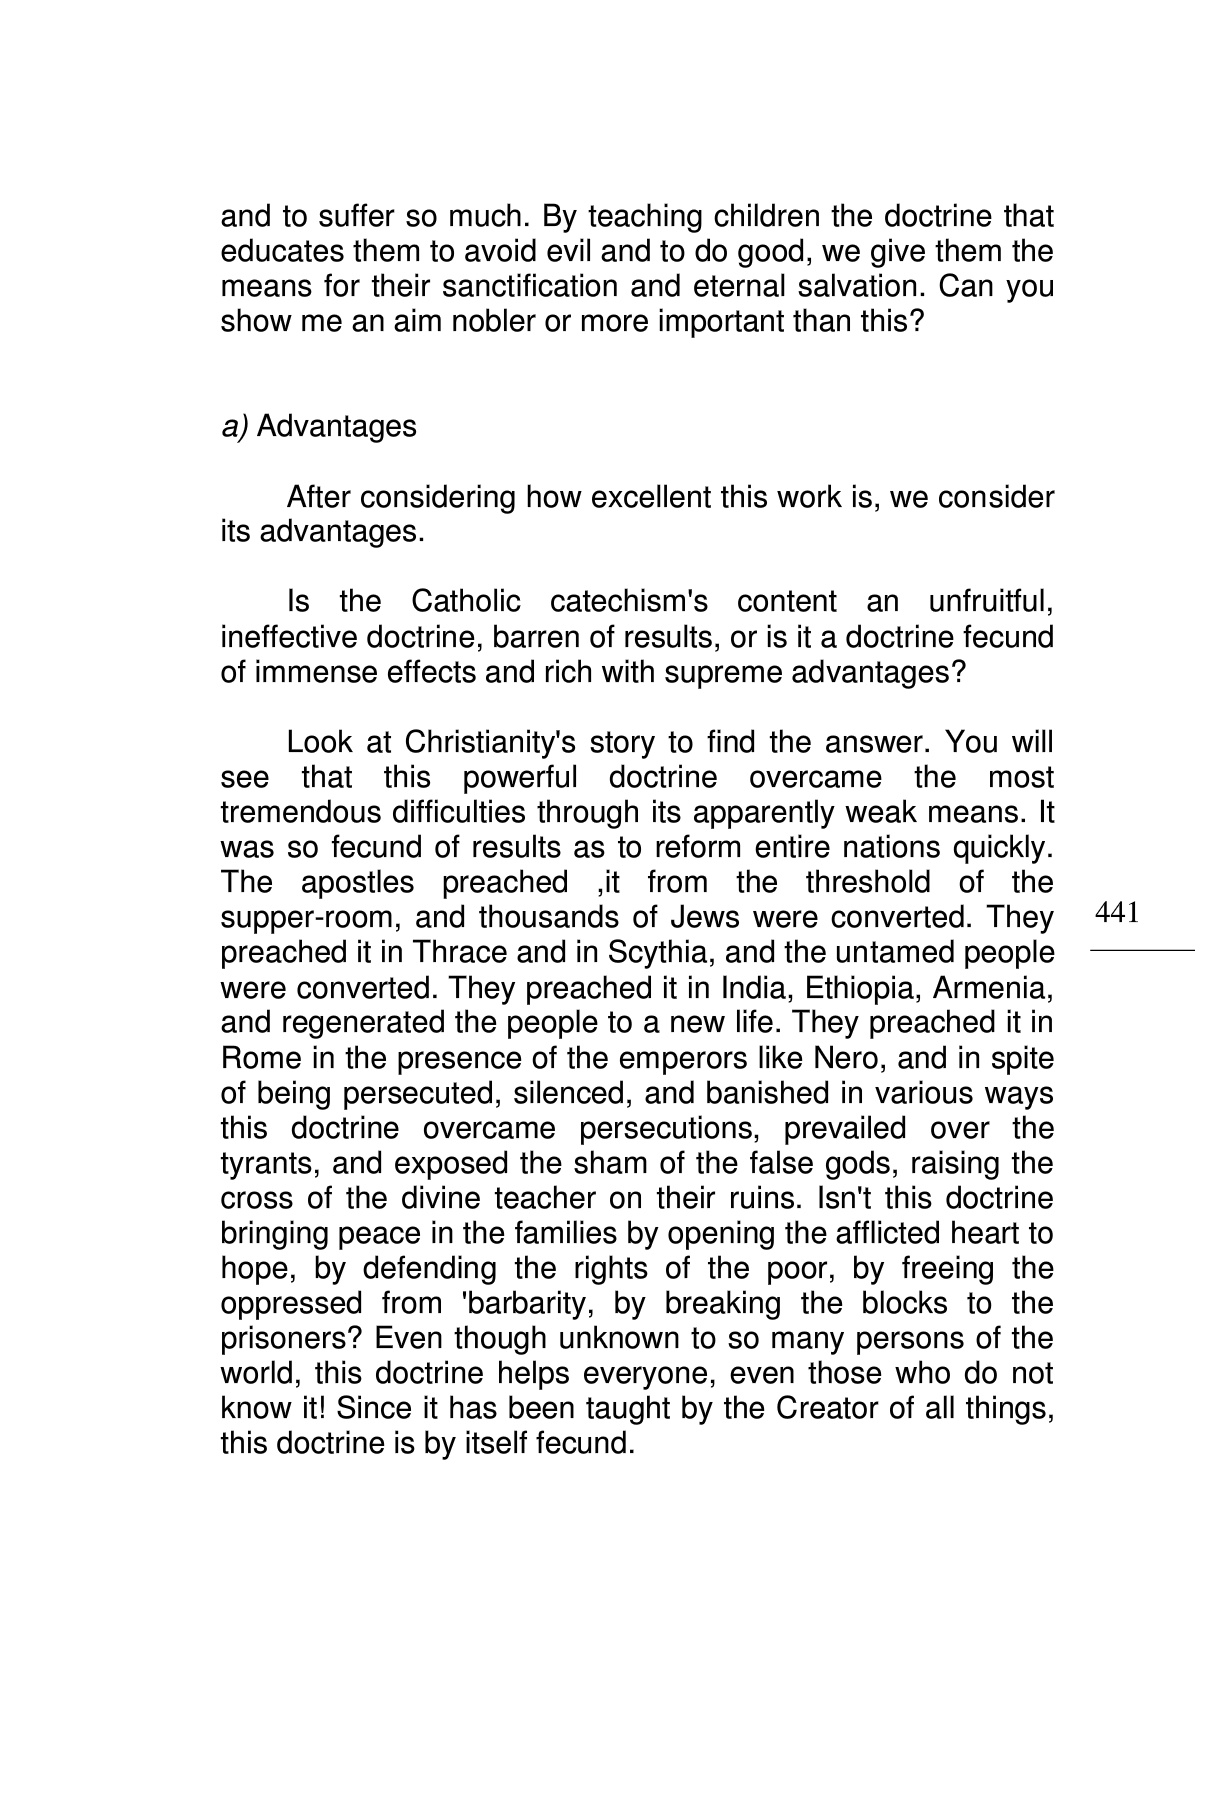 and to suffer so much. By teaching children the doctrine that
educates them to avoid evil and to do good, we give them the
means for their sanctification and eternal salvation. Can you
show me an aim nobler or more important than this?
a) Advantages
After considering how excellent this work is, we consider
its advantages.
Is the Catholic catechism's content an unfruitful,
ineffective doctrine, barren of results, or is it a doctrine fecund
of immense effects and rich with supreme advantages?
Look at Christianity's story to find the answer. You will
see that this powerful doctrine overcame the most
tremendous difficulties through its apparently weak means. It
was so fecund of results as to reform entire nations quickly.
The apostles preached ,it from the threshold of the
supper-room, and thousands of Jews were converted. They
preached it in Thrace and in Scythia, and the untamed people
were converted. They preached it in India, Ethiopia, Armenia,
and regenerated the people to a new life. They preached it in
Rome in the presence of the emperors like Nero, and in spite
of being persecuted, silenced, and banished in various ways
this doctrine overcame persecutions, prevailed over the
tyrants, and exposed the sham of the false gods, raising the
cross of the divine teacher on their ruins. Isn't this doctrine
bringing peace in the families by opening the afflicted heart to
hope, by defending the rights of the poor, by freeing the
oppressed from 'barbarity, by breaking the blocks to the
prisoners? Even though unknown to so many persons of the
world, this doctrine helps everyone, even those who do not
know it! Since it has been taught by the Creator of all things,
this doctrine is by itself fecund.
441